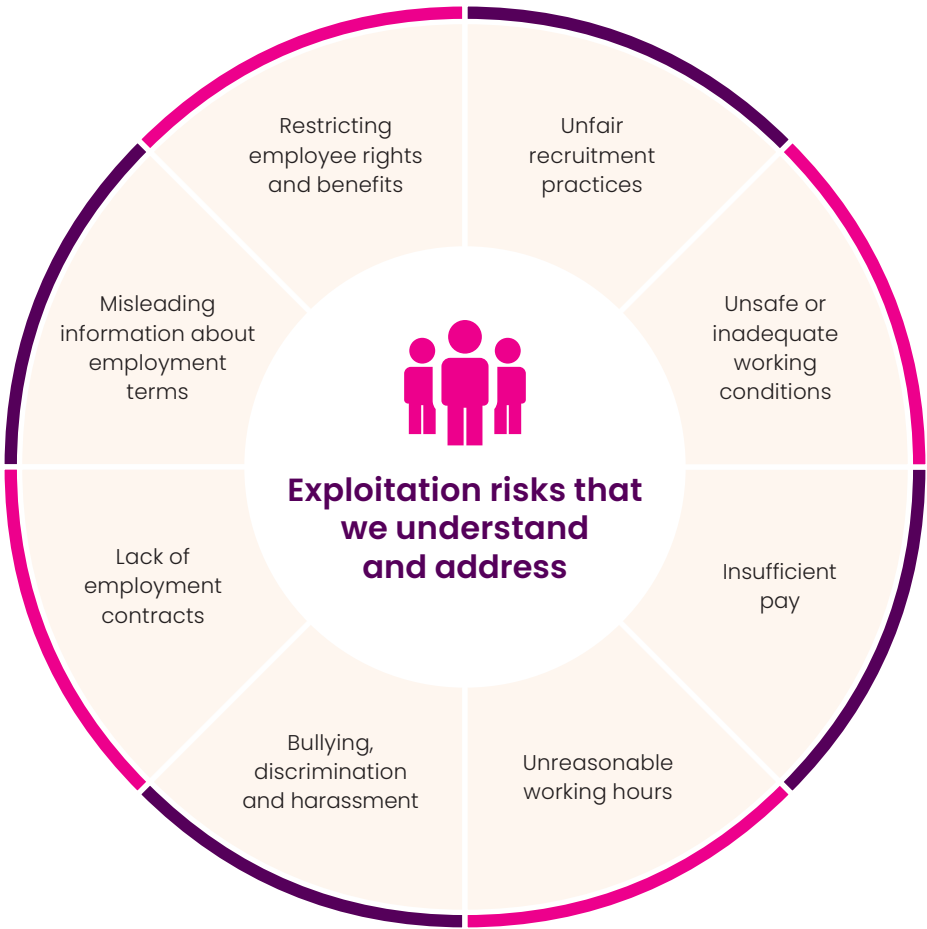 Exploitation risks that
we understand
and address
Unfair
recruitment
practices
Unsafe or
inadequate
working
conditions
Insufficient
pay
Unreasonable
working hours
Bullying,
discrimination
and harassment
Lack of
employment
contracts
Misleading
information about
employment
terms
Restricting
employee rights
and benefits